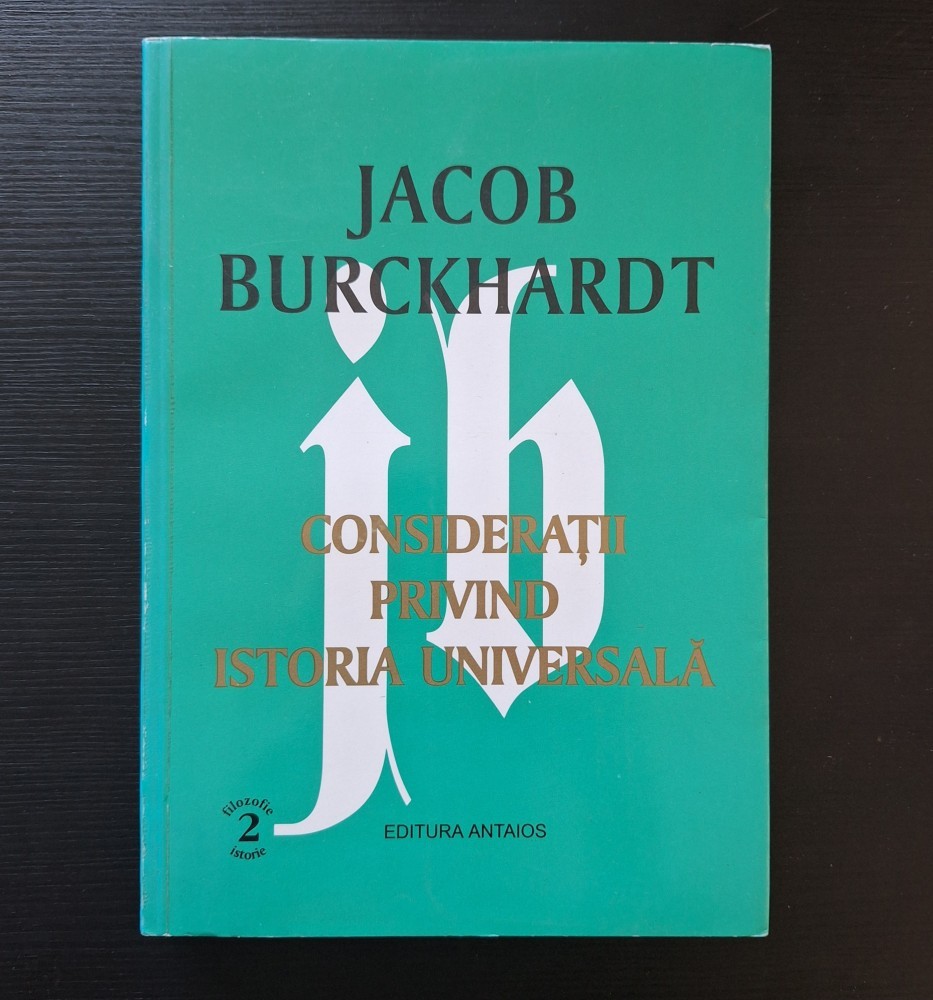 JACOB
BURCKHARDT
jb
CONSIDERAȚII
PRIVIND
ISTORIA UNIVERSALĂ
filozofie
2
istorie
EDITURA ANTAIOS